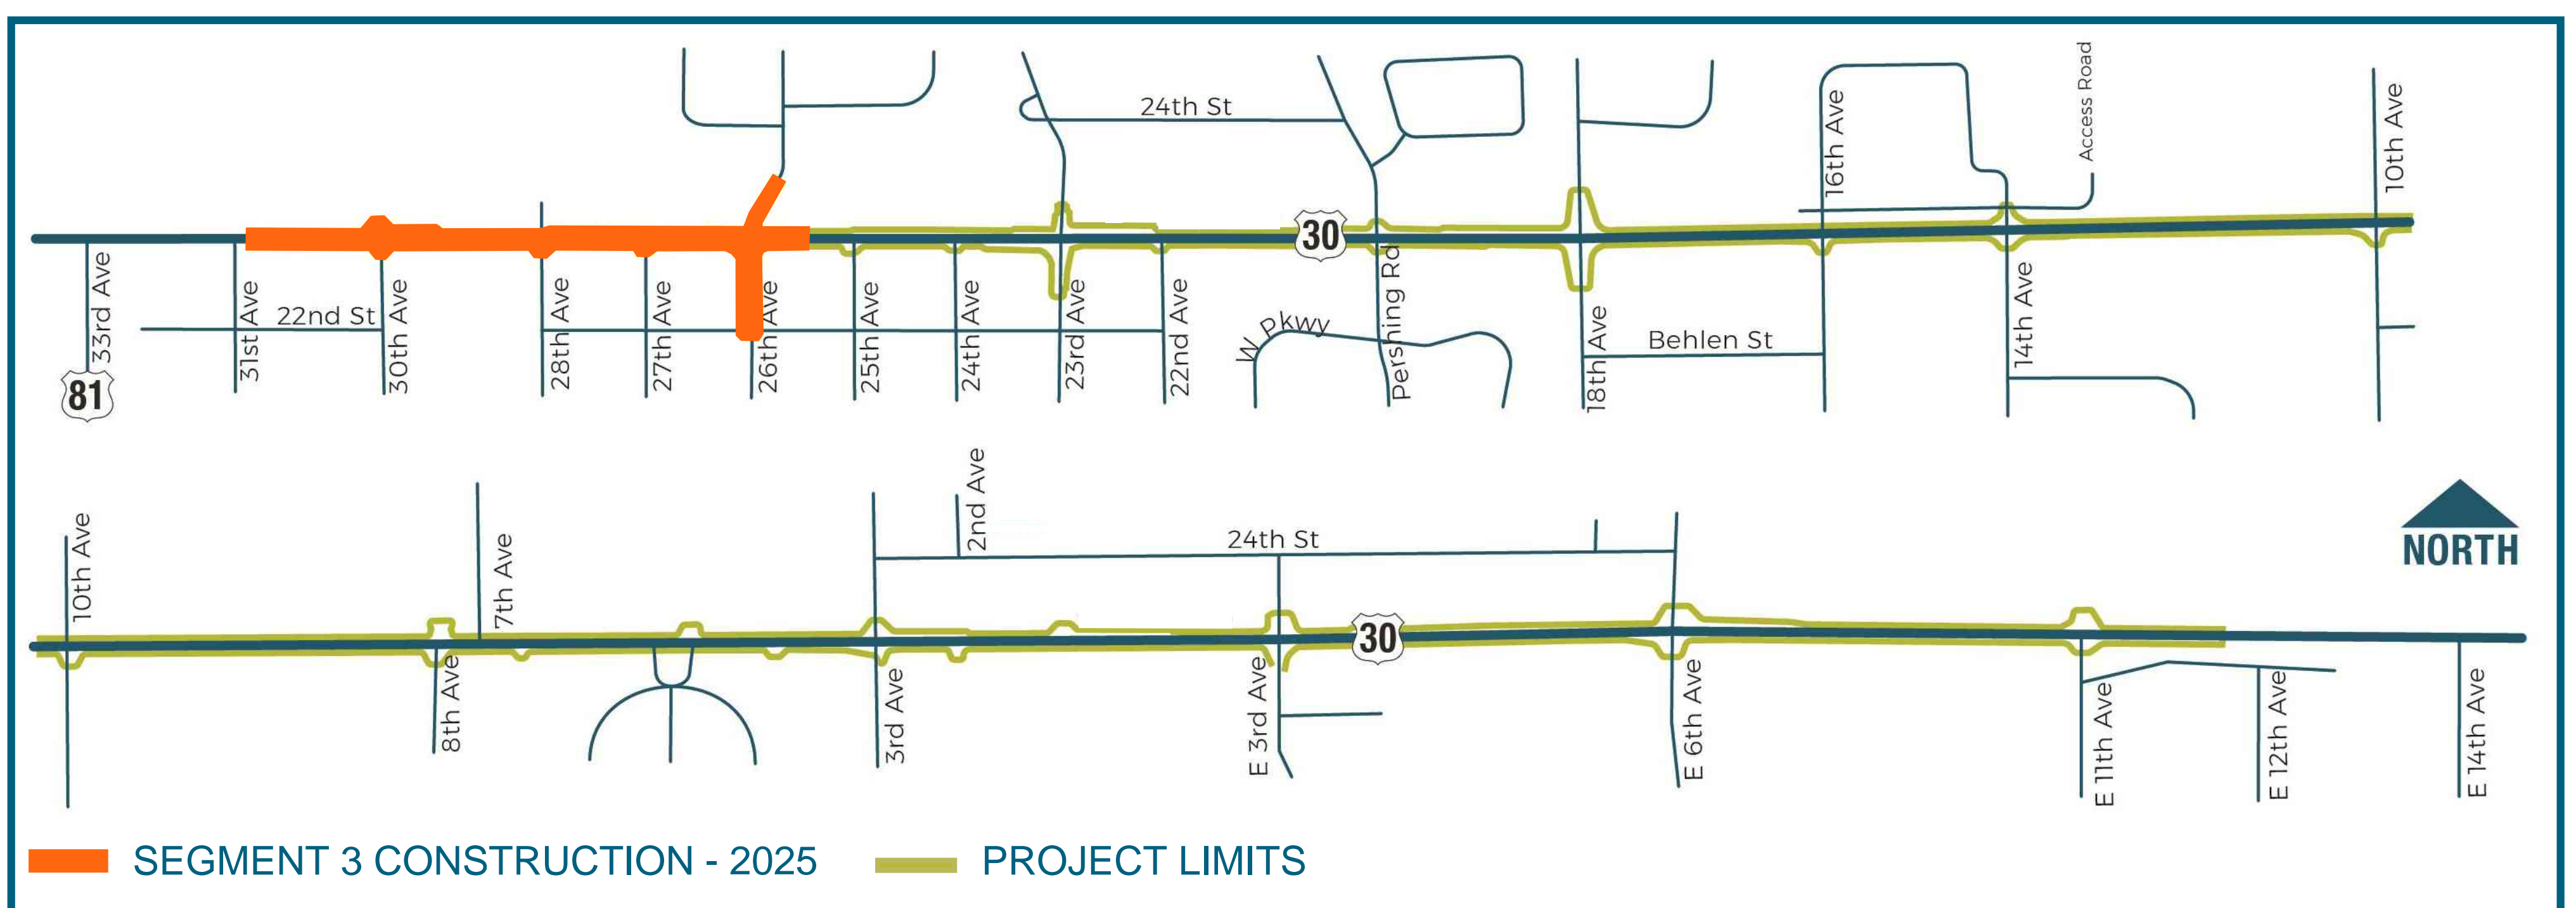 24th St
16th Ave
Access Road
10th Ave
30
33rd Ave
81
31st Ave
22nd St
30th Ave
28th Ave
27th Ave
26th Ave
25th Ave
24th Ave
23rd Ave
22nd Ave
W Pkwy
Pershing Rd
18th Ave
Behlen St
14th Ave
10th Ave
7th Ave
2nd Ave
24th St
NORTH
30
8th Ave
3rd Ave
E 3rd Ave
E 6th Ave
E 11th Ave
E 12th Ave
E 14th Ave
SEGMENT 3 CONSTRUCTION - 2025
PROJECT LIMITS